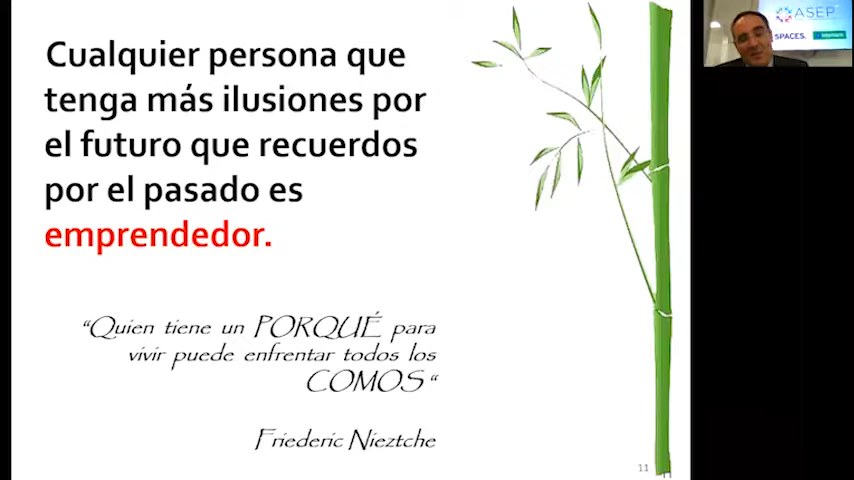 Cualquier persona que
tenga más ilusiones por
el futuro que recuerdos
por el pasado es
emprendedor.
“Quien tiene un PORQUÉ para
vivir puede enfrentar todos los
COMOS “
Friederic Nieztche
11
ASEP
SPACES.